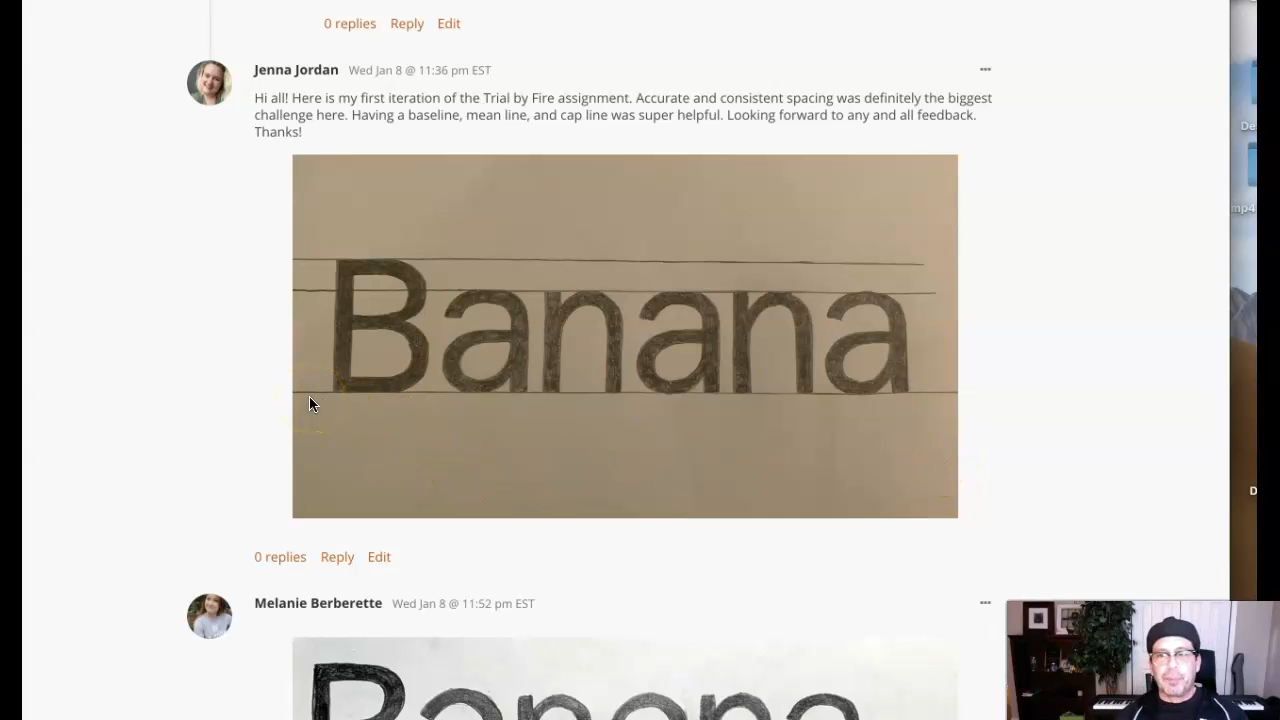 0 replies Reply Edit
Jenna Jordan Wed Jan 8 @ 11:36 pm EST
Hi all! Here is my first iteration of the Trial by Fire assignment. Accurate and consistent spacing was definitely the biggest
challenge here. Having a baseline, mean line, and cap line was super helpful. Looking forward to any and all feedback.
Thanks!
Banana
0 replies Reply Edit
Melanie Berberette Wed Jan 8 @ 11:52 pm EST
Banana
De
mp4
D